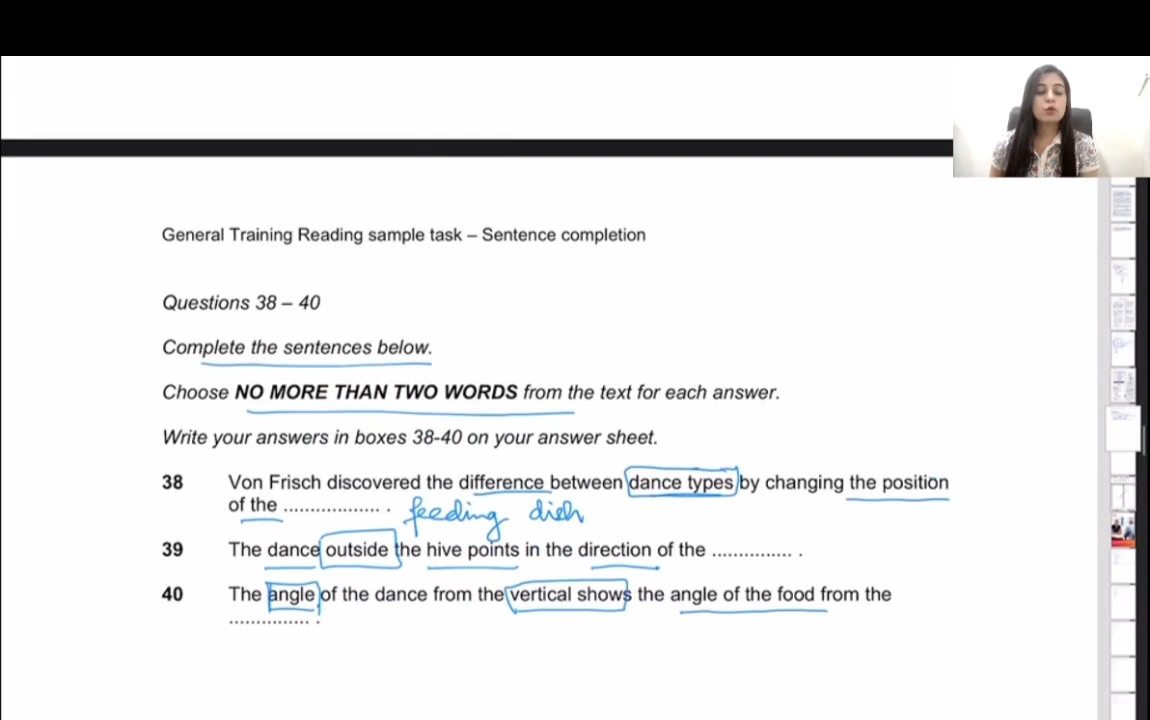 General Training Reading sample task – Sentence completion
Questions 38 – 40
Complete the sentences below.
Choose NO MORE THAN TWO WORDS from the text for each answer.
Write your answers in boxes 38-40 on your answer sheet.
38 Von Frisch discovered the difference between dance types by changing the position
of the .................. . feeding dish
39 The dance outside the hive points in the direction of the ............... .
40 The angle of the dance from the vertical shows the angle of the food from the
............... .